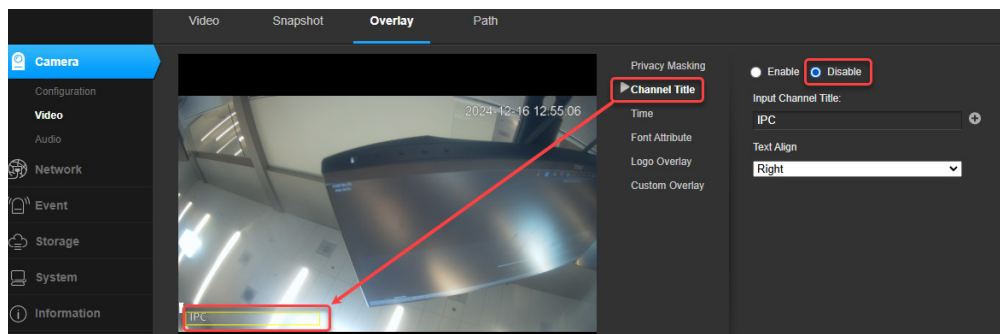 Video Snapshot Overlay Path
Camera
Configuration
Video
Audio
Network
Event
Storage
System
Information
2024-12-16 12:55:06
IPC
Privacy Masking
Channel Title
Time
Font Attribute
Logo Overlay
Custom Overlay
Enable Disable
Input Channel Title:
IPC
Text Align
Right